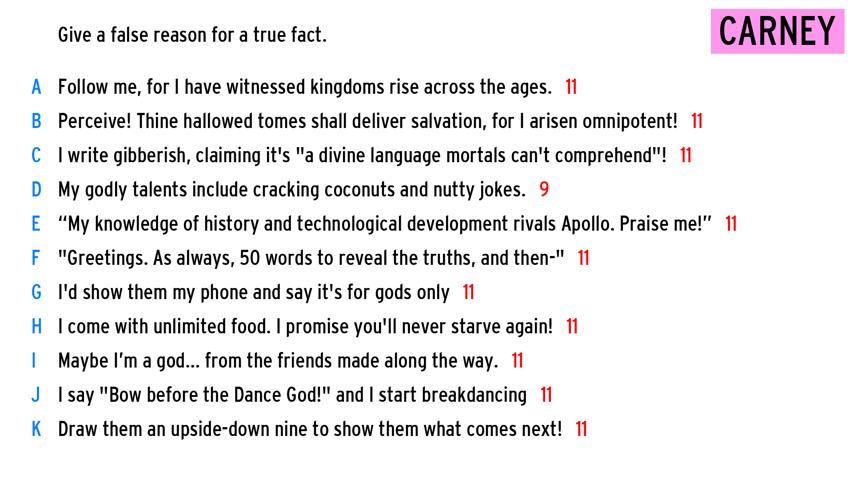 Give a false reason for a true fact.
CARNEY
A Follow me, for I have witnessed kingdoms rise across the ages. 11
B Perceive! Thine hallowed tomes shall deliver salvation, for I arisen omnipotent! 11
C I write gibberish, claiming it's "a divine language mortals can't comprehend"! 11
D My godly talents include cracking coconuts and nutty jokes. 9
E “My knowledge of history and technological development rivals Apollo. Praise me!” 11
F "Greetings. As always, 50 words to reveal the truths, and then-" 11
G I'd show them my phone and say it's for gods only 11
H I come with unlimited food. I promise you'll never starve again! 11
I Maybe I’m a god... from the friends made along the way. 11
J I say "Bow before the Dance God!" and I start breakdancing 11
K Draw them an upside-down nine to show them what comes next! 11